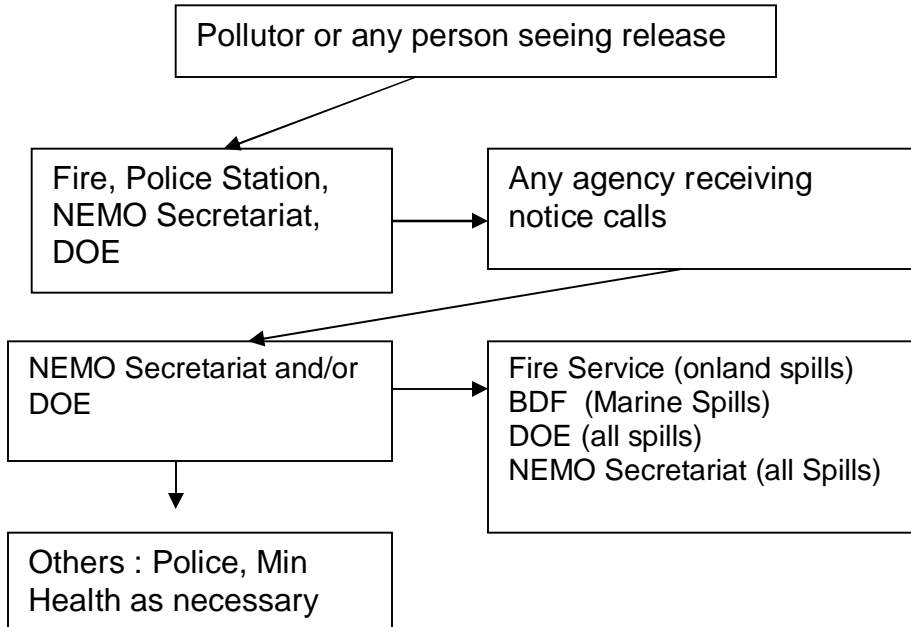 Pollutor or any person seeing release
Fire, Police Station,
NEMO Secretariat,
DOE
Any agency receiving
notice calls
NEMO Secretariat and/or
DOE
Fire Service (onland spills)
BDF (Marine Spills)
DOE (all spills)
NEMO Secretariat (all Spills)
Others : Police, Min
Health as necessary